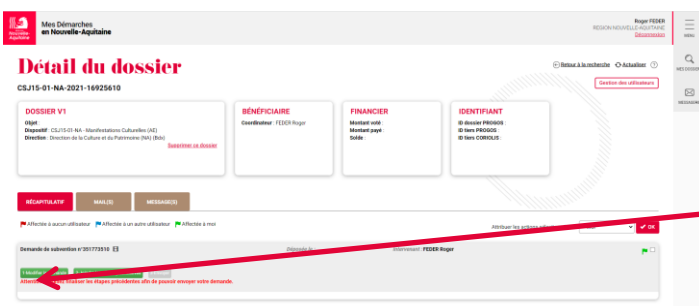 Nouvelle-Aquitaine
Mes Démarches
en Nouvelle-Aquitaine
Roger FEDER
RÉGION NOUVELLE-AQUITAINE
Déconnexion
MENU
Détail du dossier
Retour à la recherche Actualiser
CSJ15-01-NA-2021-16925610
Gestion des utilisateurs
MES DOSSIERS
MESSAGERIE
DOSSIER V1
Objet :
Dispositif : CSJ15-01-NA - Manifestations Culturelles (AE)
Direction : Direction de la Culture et du Patrimoine (NA) (Bdx)
Supprimer ce dossier
BÉNÉFICIAIRE
Coordinateur : FEDER Roger
FINANCIER
Montant voté
Montant payé :
Solde :
IDENTIFIANT
ID dossier PROGOS :
ID tiers PROGOS :
ID tiers CORIOLIS :
RÉCAPITULATIF
MAIL(S)
MESSAGE(S)
Affectée à aucun utilisateur Affectée à un autre utilisateur Affectée à moi
Attribuer les actions
OK
Demande de subvention n°351773510
Déposée le
Intervenant : FEDER Roger
1 Modifier
finaliser les étapes précédentes afin de pouvoir envoyer votre demande.